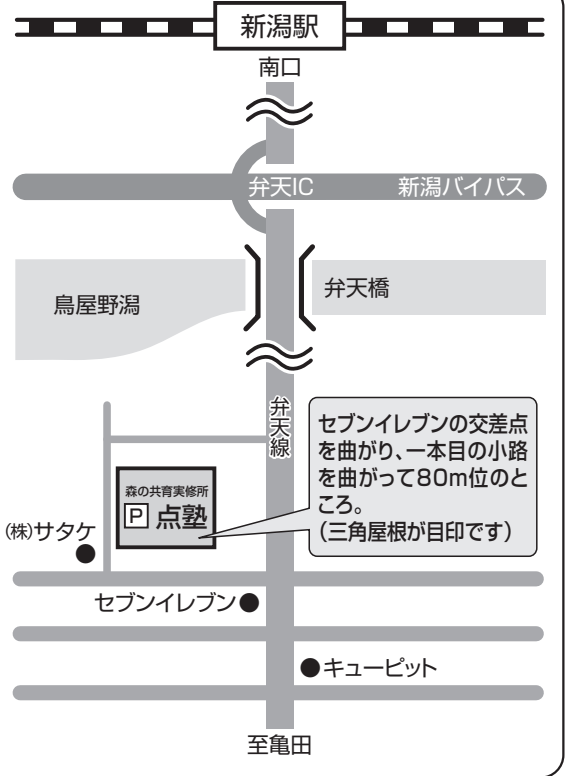 新潟駅
南口
弁天IC
新潟バイパス
鳥屋野潟
弁天橋
弁天線
セブンイレブンの交差点
を曲がり、一本目の小路
を曲がって80m位のと
ころ。
(三角屋根が目印です)
森の共育実修所
P 点塾
(株)サタケ
セブンイレブン
キューピット
至亀田